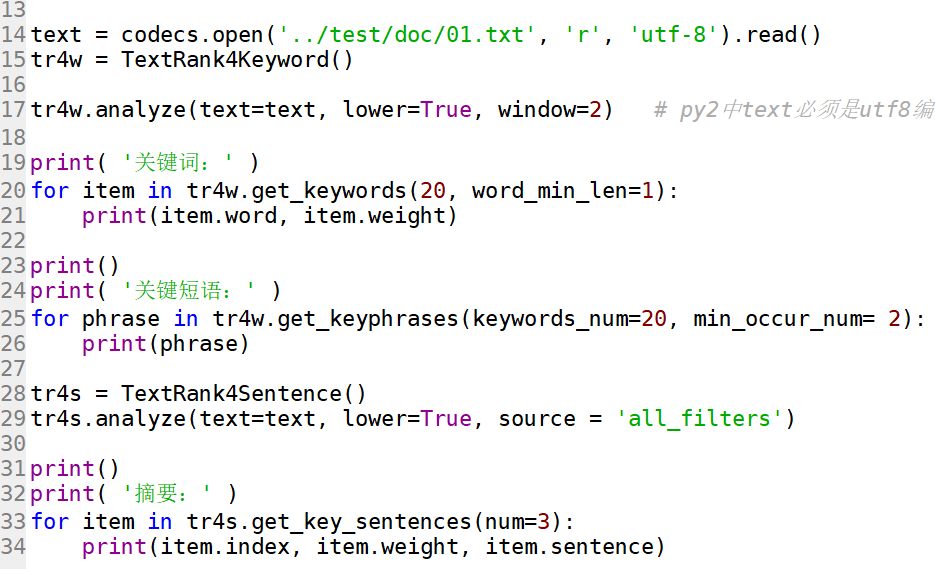 13
14 text = codecs.open('../test/doc/01.txt', 'r', 'utf-8').read()
15 tr4w = TextRank4Keyword()
16
17 tr4w.analyze(text=text, lower=True, window=2)   # py2中text必须是utf8编
18
19 print( '关键词：' )
20 for item in tr4w.get_keywords(20, word_min_len=1):
21     print(item.word, item.weight)
22
23 print()
24 print( '关键短语：' )
25 for phrase in tr4w.get_keyphrases(keywords_num=20, min_occur_num= 2):
26     print(phrase)
27
28 tr4s = TextRank4Sentence()
29 tr4s.analyze(text=text, lower=True, source = 'all_filters')
30
31 print()
32 print( '摘要：' )
33 for item in tr4s.get_key_sentences(num=3):
34     print(item.index, item.weight, item.sentence)